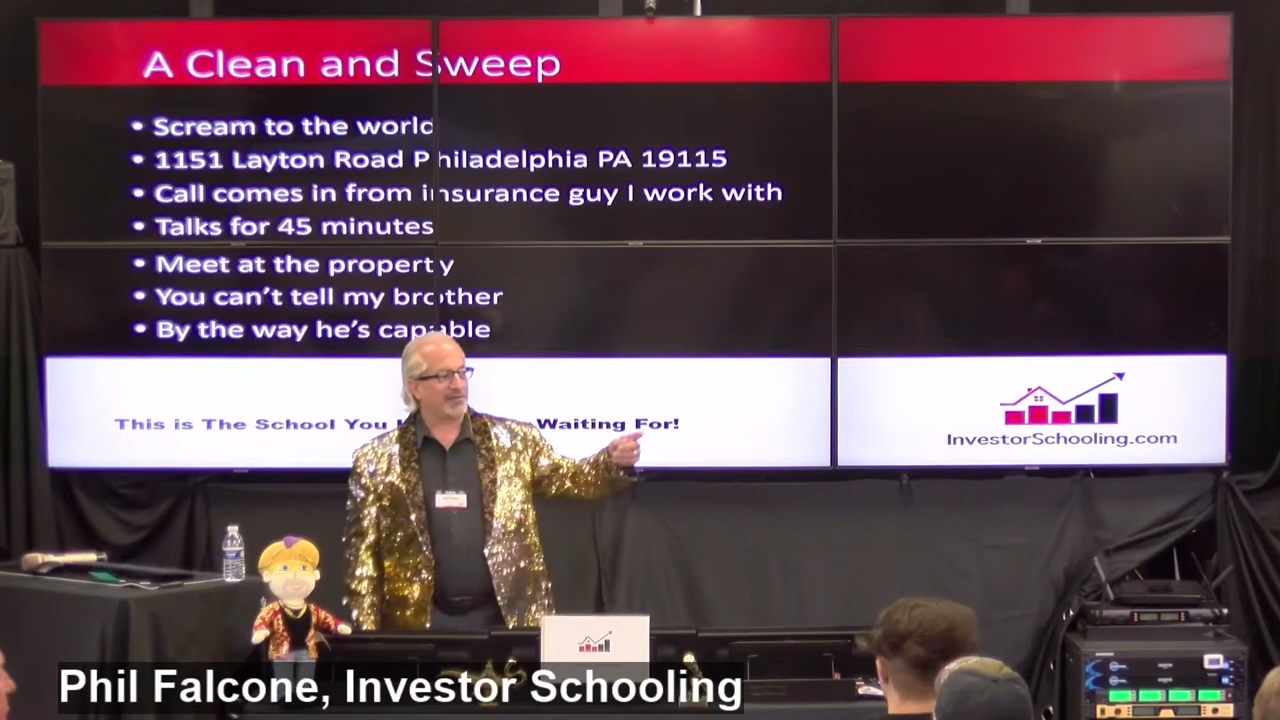 A Clean and Sweep
• Scream to the world
• 1151 Layton Road Philadelphia PA 19115
• Call comes in from insurance guy I work with
• Talks for 45 minutes
• Meet at the property
• You can't tell my brother
• By the way he's capable
This is The School You Waiting For!
InvestorSchooling.com
Phil Falcone, Investor Schooling